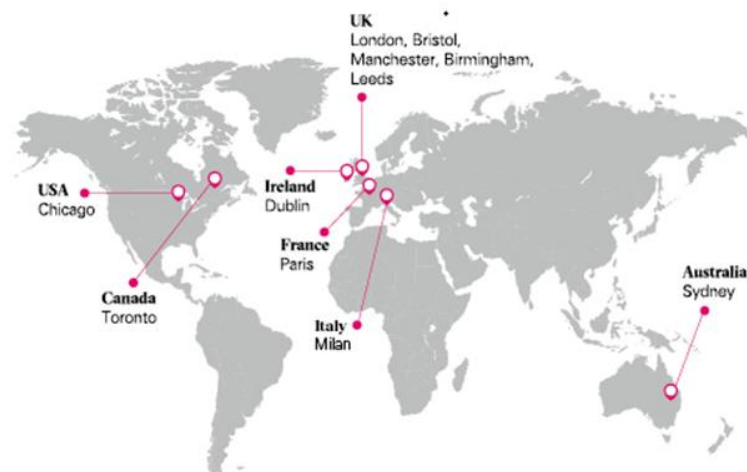 UK
London, Bristol,
Manchester, Birmingham,
Leeds
USA
Chicago
Ireland
Dublin
France
Paris
Canada
Toronto
Italy
Milan
Australia
Sydney